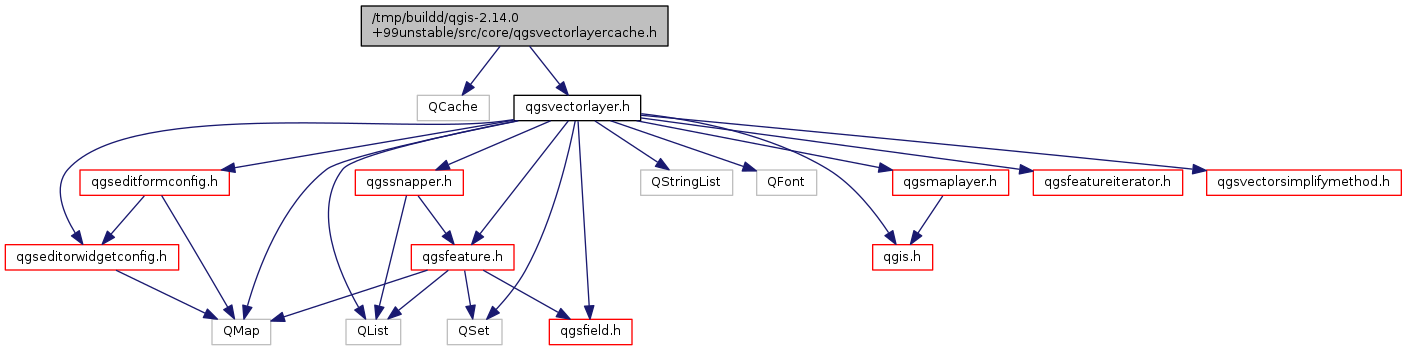 /tmp/buildd/qgis-2.14.0
+99unstable/src/core/qgsvectorlayercache.h
QCache
qgsvectorlayer.h
qgseditformconfig.h
qgssnapper.h
QStringList
QFont
qgsmaplayer.h
qgsfeatureiterator.h
qgsvectorsimplifymethod.h
qgseditorwidgetconfig.h
qgsfeature.h
qgis.h
QMap
QList
QSet
qgsfield.h